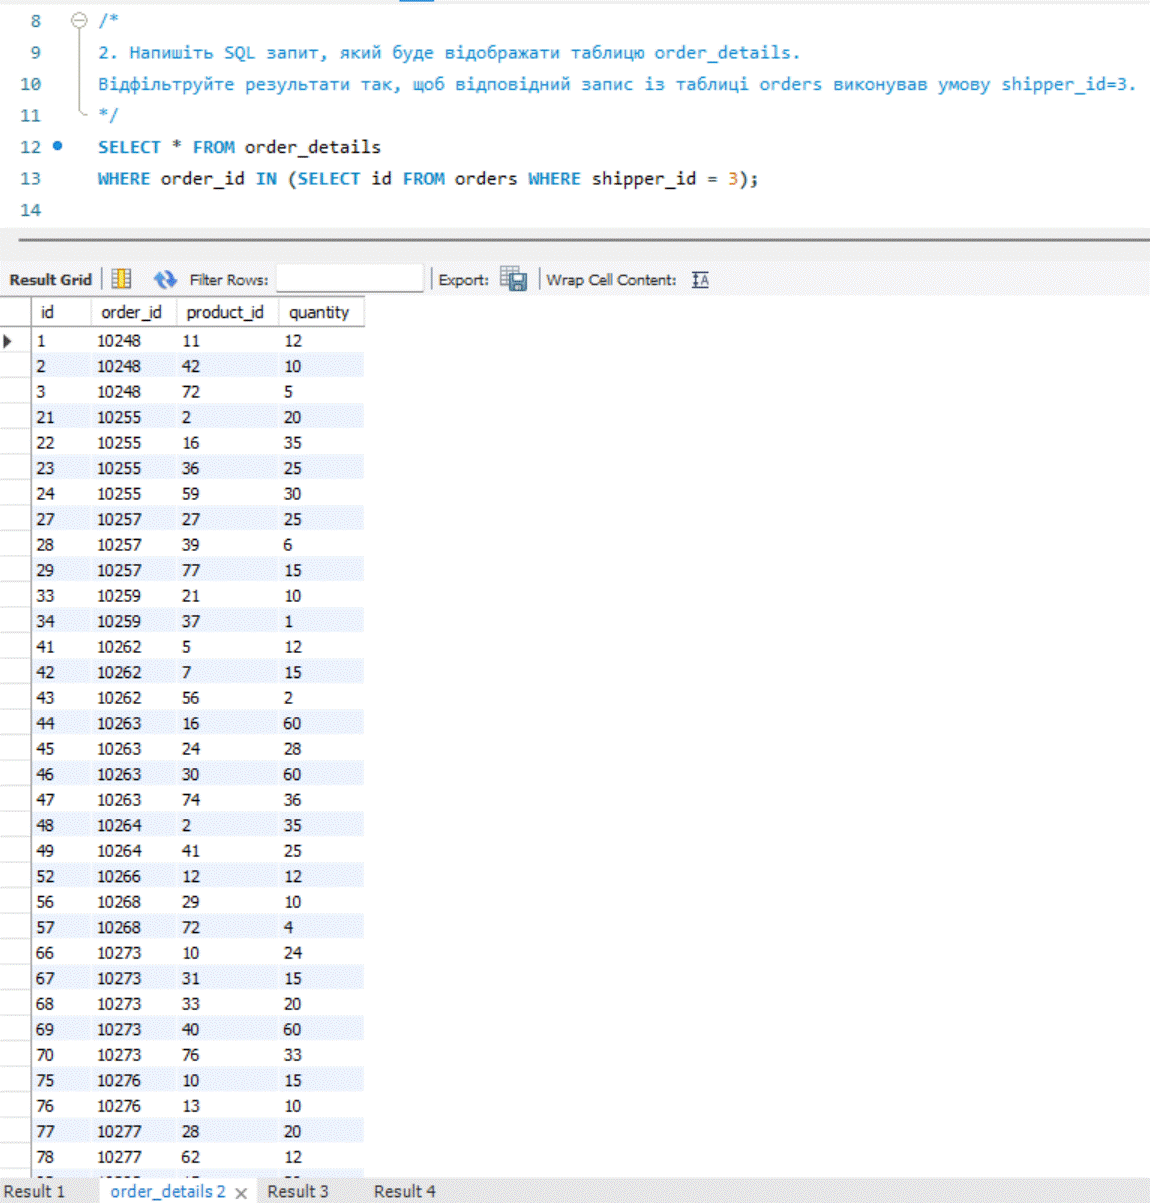 8 /*
9 2. Напишіть SQL запит, який буде відображати таблицю order_details.
10 Відфільтруйте результати так, щоб відповідний запис із таблиці orders виконував умову shipper_id=3.
11 */
12 SELECT * FROM order_details
13 WHERE order_id IN (SELECT id FROM orders WHERE shipper_id = 3);
14
Result Grid Filter Rows: Export: Wrap Cell Content:
id order_id product_id quantity
1 10248 11 12
2 10248 42 10
3 10248 72 5
21 10255 2 20
22 10255 16 35
23 10255 36 25
24 10255 59 30
27 10257 27 25
28 10257 39 6
29 10257 77 15
33 10259 21 10
34 10259 37 1
41 10262 5 12
42 10262 7 15
43 10262 56 2
44 10263 16 60
45 10263 24 28
46 10263 30 60
47 10263 74 36
48 10264 2 35
49 10264 41 25
52 10266 12 12
56 10268 29 10
57 10268 72 4
66 10273 10 24
67 10273 31 15
68 10273 33 20
69 10273 40 60
70 10273 76 33
75 10276 10 15
76 10276 13 10
77 10277 28 20
78 10277 62 12
Result 1 order_details 2 Result 3 Result 4